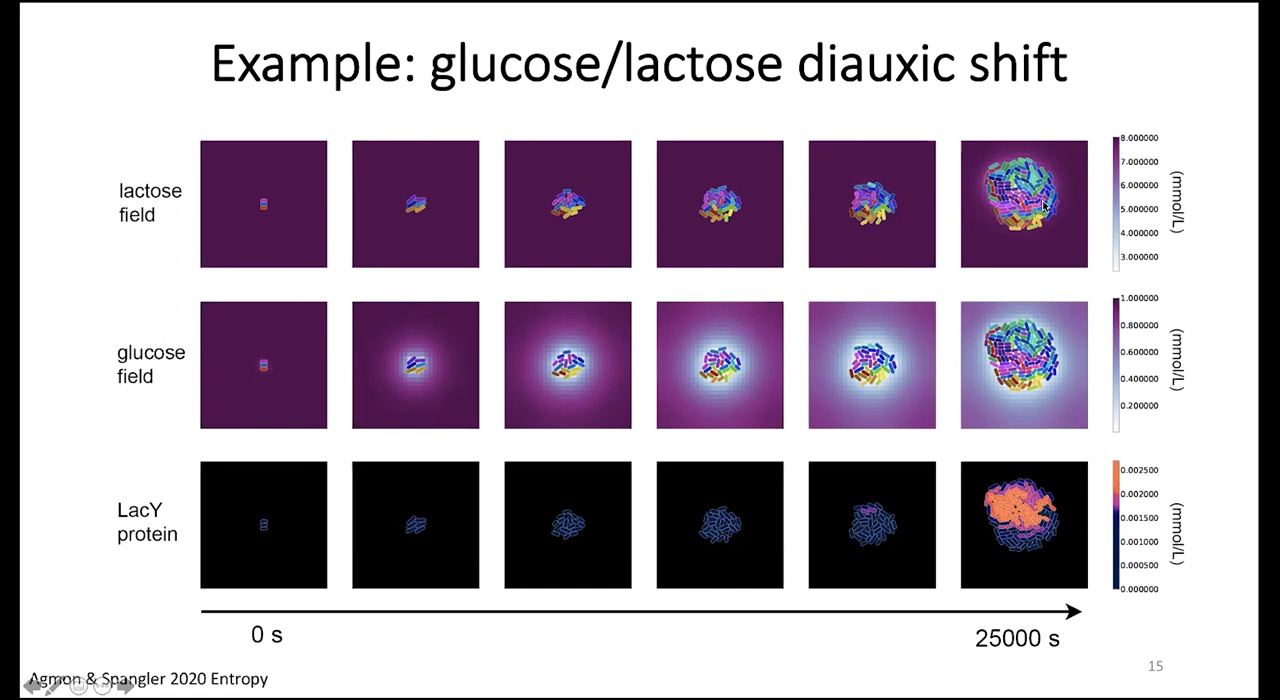 Example: glucose/lactose diauxic shift
lactose
field
8.000000
7.000000
6.000000
5.000000
4.000000
3.000000
(mmol/L)
glucose
field
1.000000
0.800000
0.600000
0.400000
0.200000
(mmol/L)
LacY
protein
0.002500
0.002000
0.001500
0.001000
0.000500
0.000000
(mmol/L)
0 s
25000 s
15
Agmon & Spangler 2020 Entropy